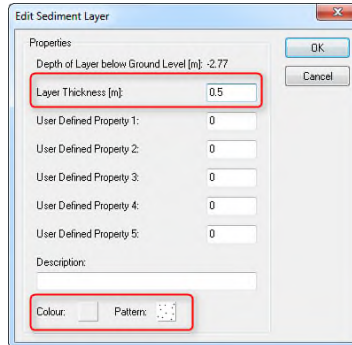 Edit Sediment Layer
Properties
OK
Depth of Layer below Ground Level [m]: -2.77
Cancel
Layer Thickness [m]: 0.5
User Defined Property 1: 0
User Defined Property 2: 0
User Defined Property 3: 0
User Defined Property 4: 0
User Defined Property 5: 0
Description:
Colour: Pattern: